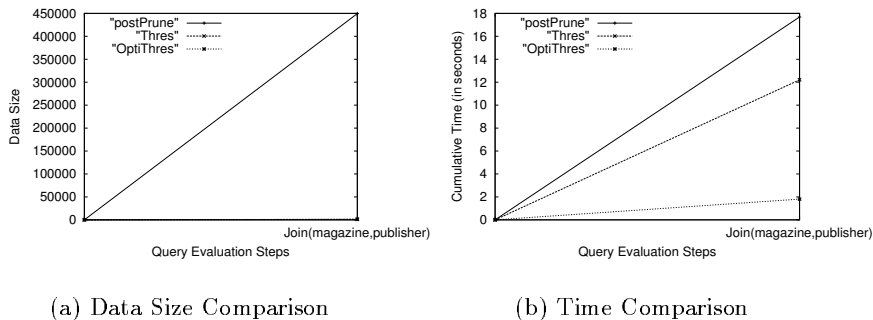 "postPrune"
"Thres"
"OptiThres"
450000
400000
350000
300000
250000
200000
150000
100000
50000
0
Data Size
Join(magazine,publisher)
Query Evaluation Steps
(a) Data Size Comparison
"postPrune"
"Thres"
"OptiThres"
18
16
14
12
10
8
6
4
2
0
Cumulative Time (in seconds)
Join(magazine,publisher)
Query Evaluation Steps
(b) Time Comparison